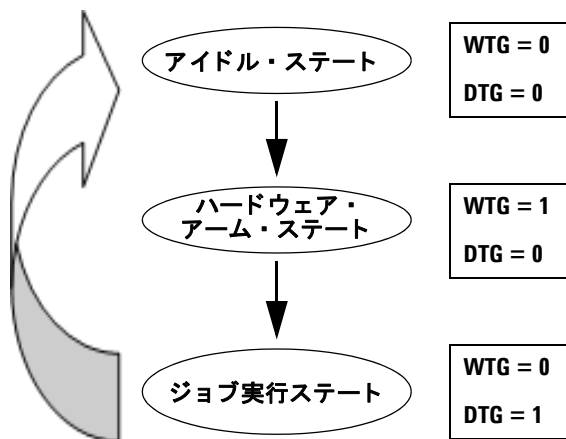 アイドル・ステート
WTG = 0
DTG = 0
ハードウェア・
アーム・ステート
WTG = 1
DTG = 0
ジョブ実行ステート
WTG = 0
DTG = 1